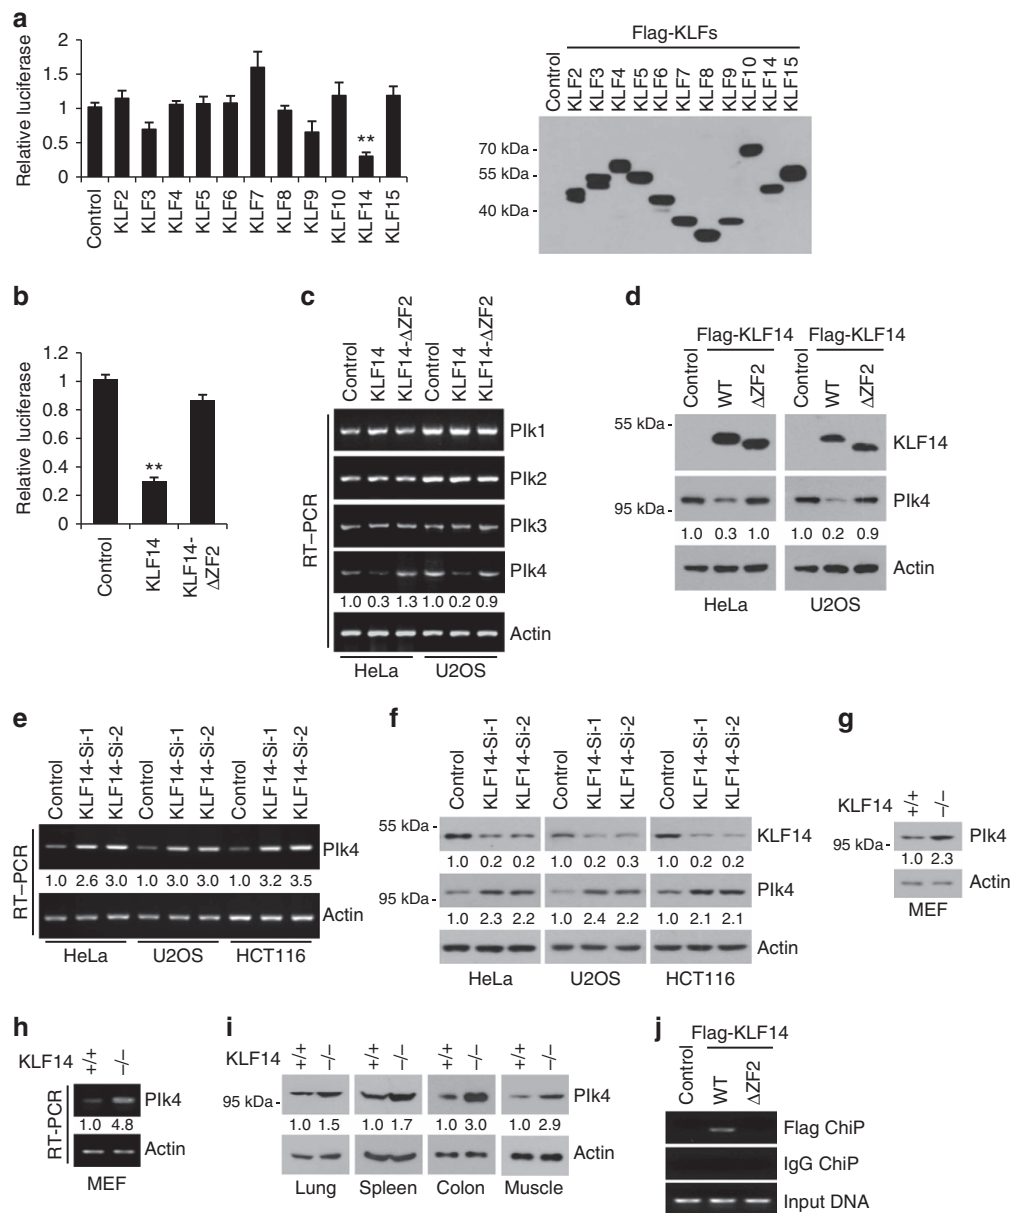 a
Relative luciferase
2
1.5
1
0.5
0
**
Control
KLF2
KLF3
KLF4
KLF5
KLF6
KLF7
KLF8
KLF9
KLF10
KLF14
KLF15
Flag-KLFs
Control
KLF2
KLF3
KLF4
KLF5
KLF6
KLF7
KLF8
KLF9
KLF10
KLF14
KLF15
70 kDa
55 kDa
40 kDa
b
Relative luciferase
1.2
1
0.8
0.6
0.4
0.2
0
**
Control
KLF14
KLF14-
ΔZF2
c
Control
KLF14
KLF14-ΔZF2
Control
KLF14
KLF14-ΔZF2
RT–PCR
Plk1
Plk2
Plk3
Plk4
1.0 0.3 1.3 1.0 0.2 0.9
Actin
HeLa U2OS
d
Flag-KLF14 Flag-KLF14
Control
WT
ΔZF2
Control
WT
ΔZF2
55 kDa
KLF14
Plk4
95 kDa
1.0 0.3 1.0 1.0 0.2 0.9
Actin
HeLa U2OS
e
Control
KLF14-Si-1
KLF14-Si-2
Control
KLF14-Si-1
KLF14-Si-2
Control
KLF14-Si-1
KLF14-Si-2
RT–PCR
Plk4
1.0 2.6 3.0 1.0 3.0 3.0 1.0 3.2 3.5
Actin
HeLa U2OS HCT116
f
Control
KLF14-Si-1
KLF14-Si-2
Control
KLF14-Si-1
KLF14-Si-2
Control
KLF14-Si-1
KLF14-Si-2
55 kDa
KLF14
1.0 0.2 0.2 1.0 0.2 0.3 1.0 0.2 0.2
Plk4
95 kDa
1.0 2.3 2.2 1.0 2.4 2.2 1.0 2.1 2.1
Actin
HeLa U2OS HCT116
g
KLF14 +/+ –/–
95 kDa Plk4
1.0 2.3
Actin
MEF
h
KLF14 +/+ –/–
RT-PCR
Plk4
1.0 4.8
Actin
MEF
i
KLF14 +/+ –/– +/+ –/– +/+ –/– +/+ –/–
95 kDa Plk4
1.0 1.5 1.0 1.7 1.0 3.0 1.0 2.9
Actin
Lung Spleen Colon Muscle
j
Flag-KLF14
Control
WT
ΔZF2
Flag ChiP
IgG ChiP
Input DNA